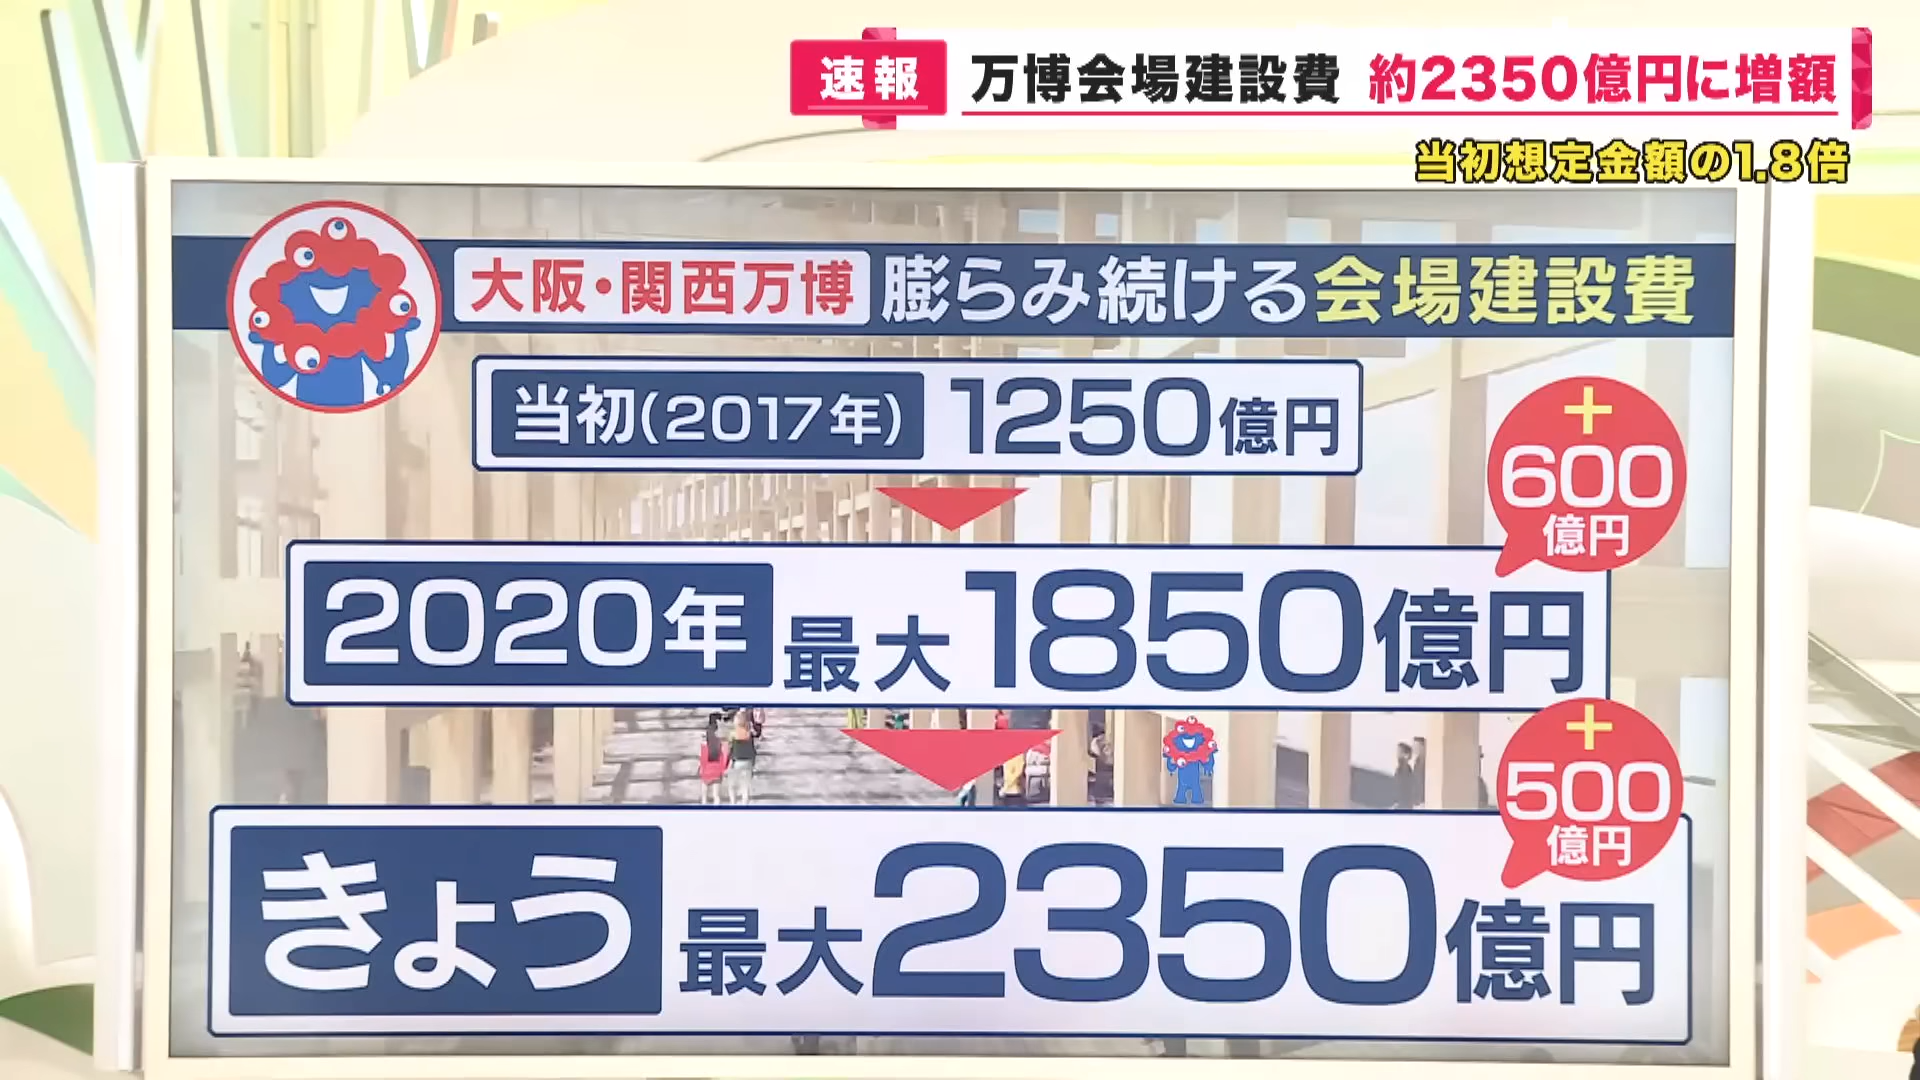 速報 万博会場建設費 約2350億円に増額
当初想定金額の1.8倍
大阪・関西万博 膨らみ続ける会場建設費
当初(2017年) 1250億円
+
600
億円
2020年 最大1850億円
+
500
億円
きょう 最大2350億円